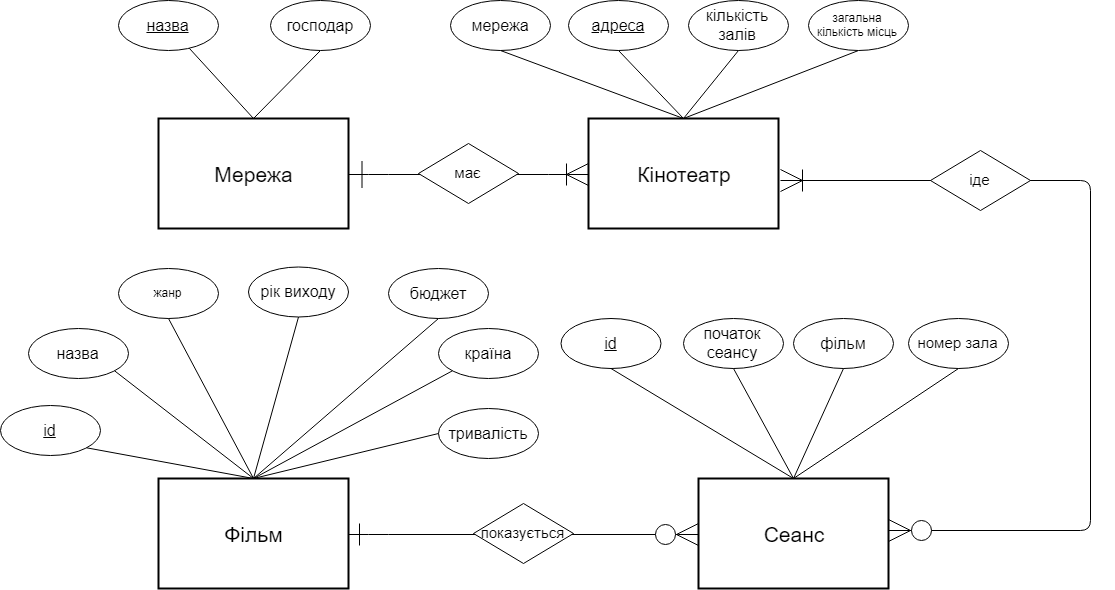 назва
господар
мережа
адреса
кількість
залів
загальна
кількість місць
Мережа
має
Кінотеатр
іде
жанр
рік виходу
бюджет
назва
країна
id
тривалість
id
початок
сеансу
фільм
номер зала
Фільм
показується
Сеанс